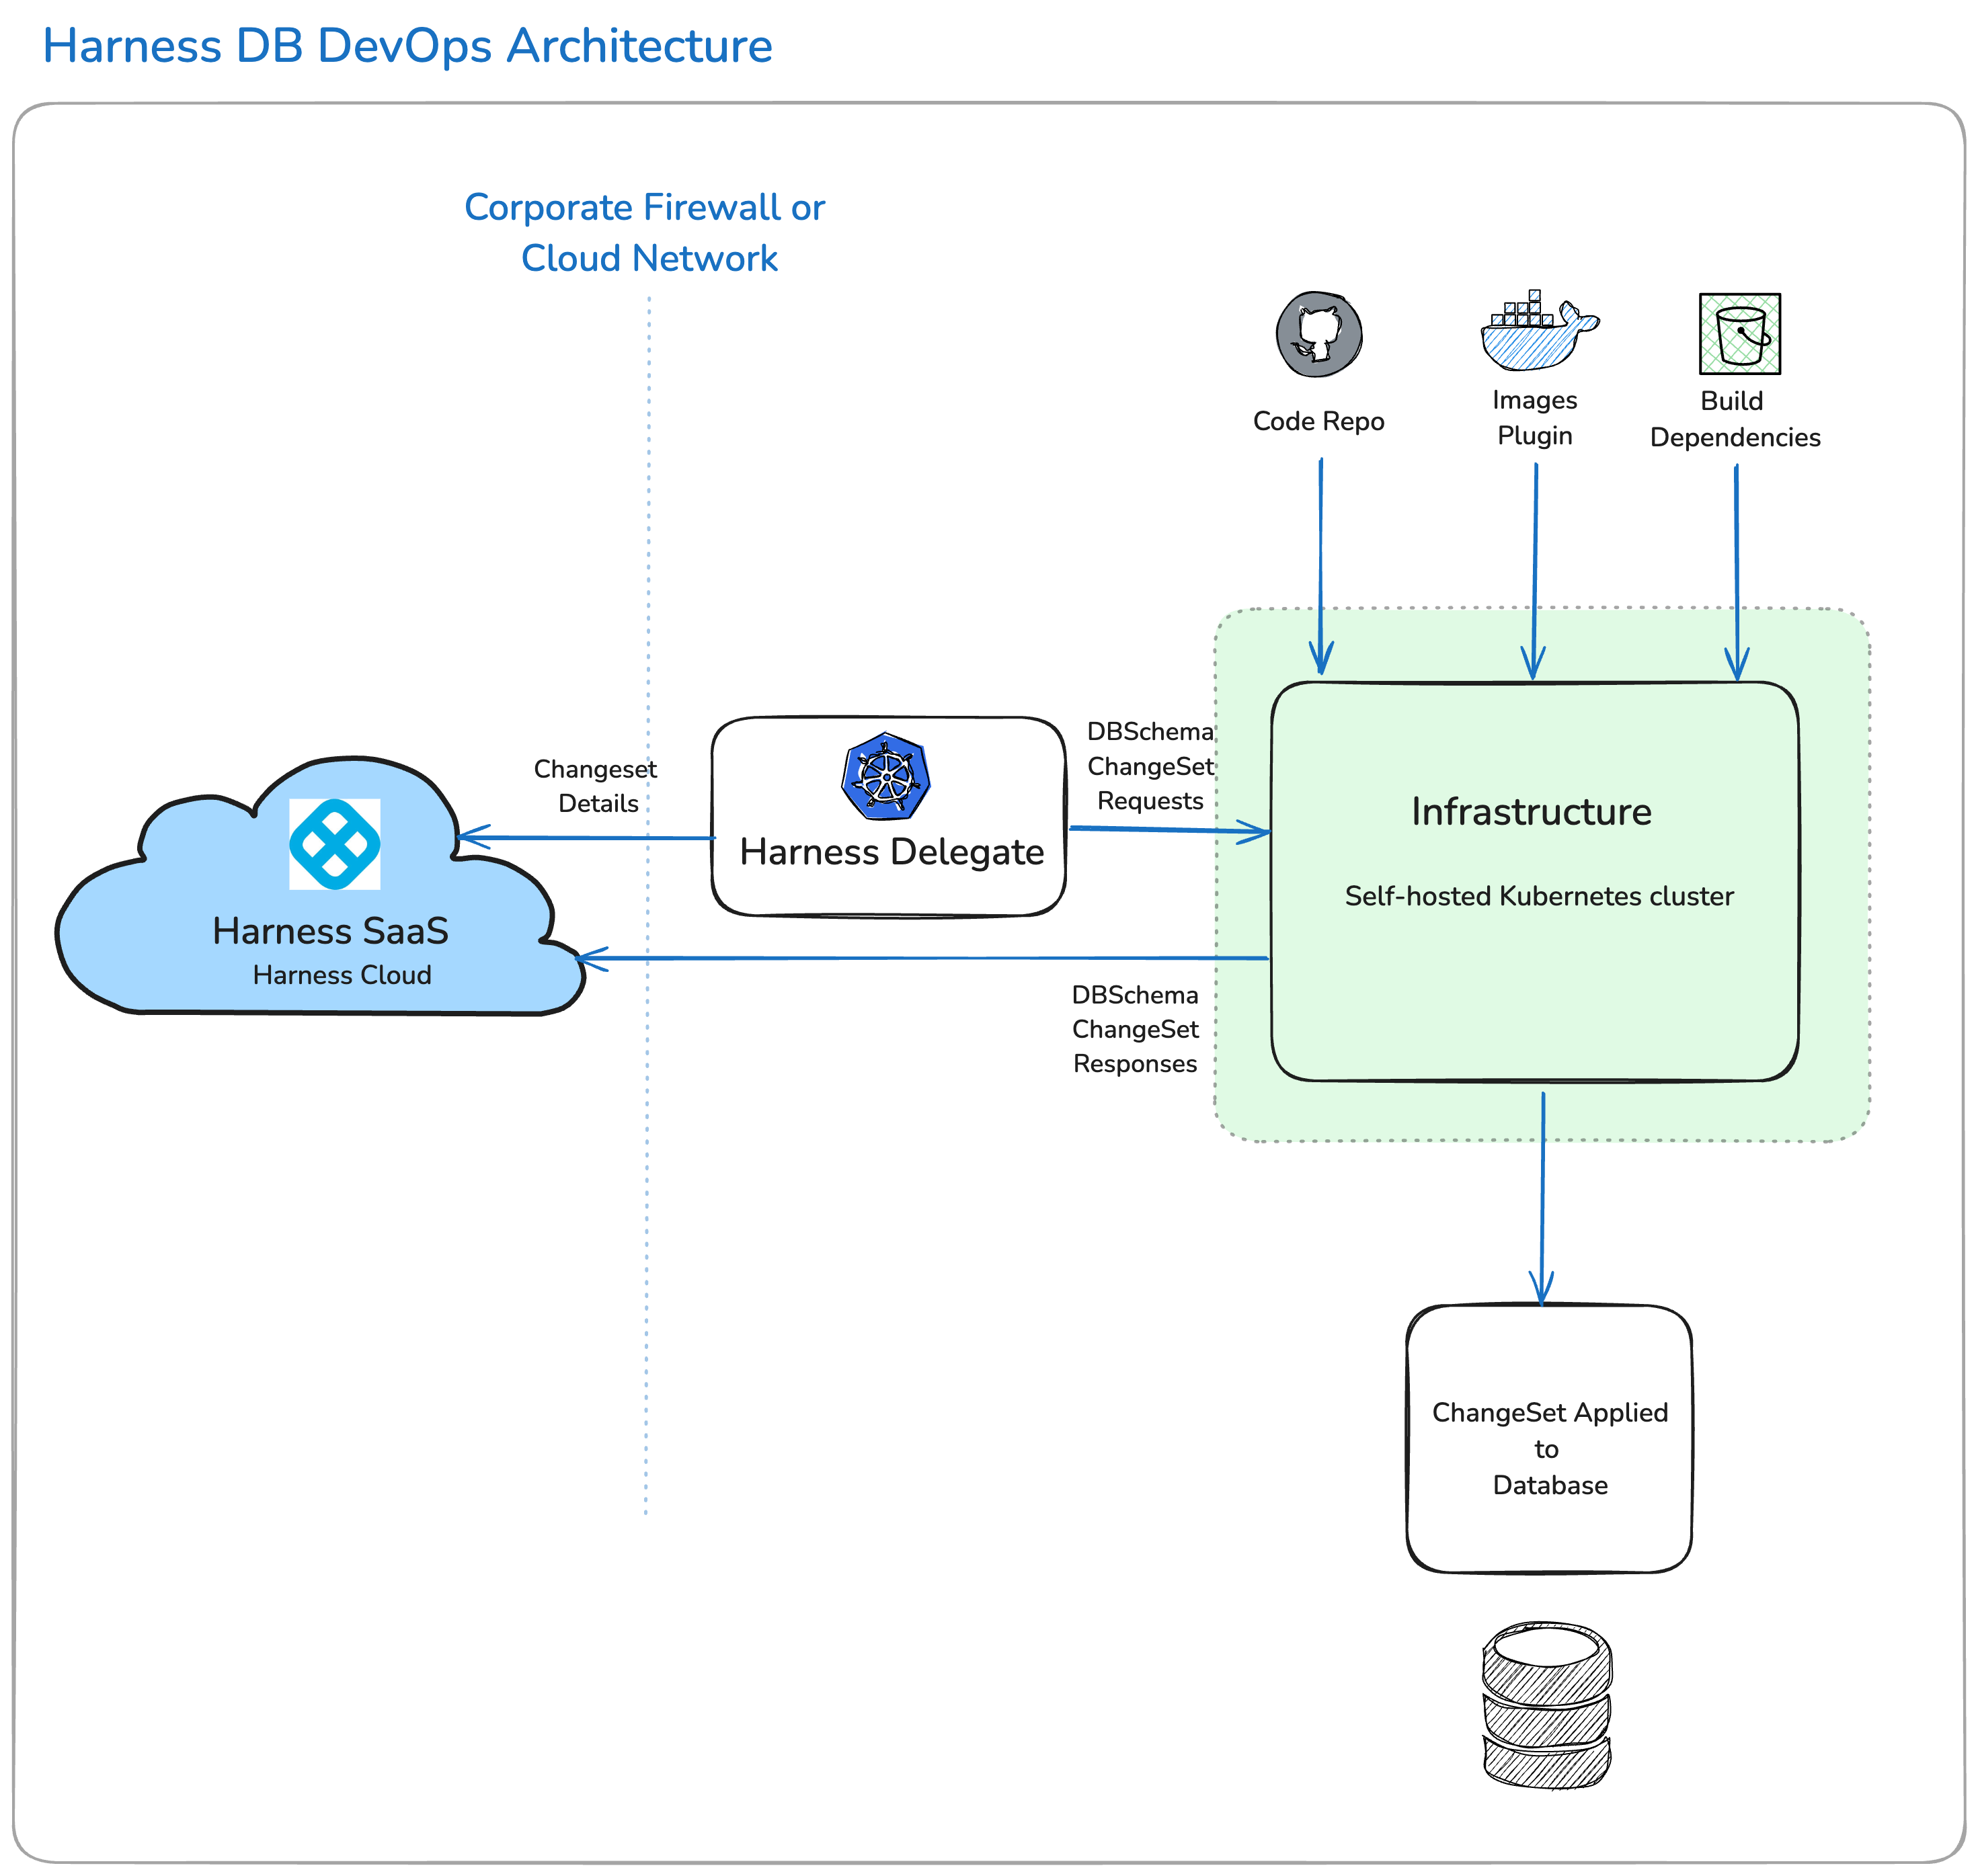 Harness DB DevOps Architecture
Corporate Firewall or
Cloud Network
Code Repo
Images
Plugin
Build
Dependencies
Changeset
Details
Harness Delegate
DBSchema
ChangeSet
Requests
Infrastructure
Self-hosted Kubernetes cluster
Harness SaaS
Harness Cloud
DBSchema
ChangeSet
Responses
ChangeSet Applied
to
Database